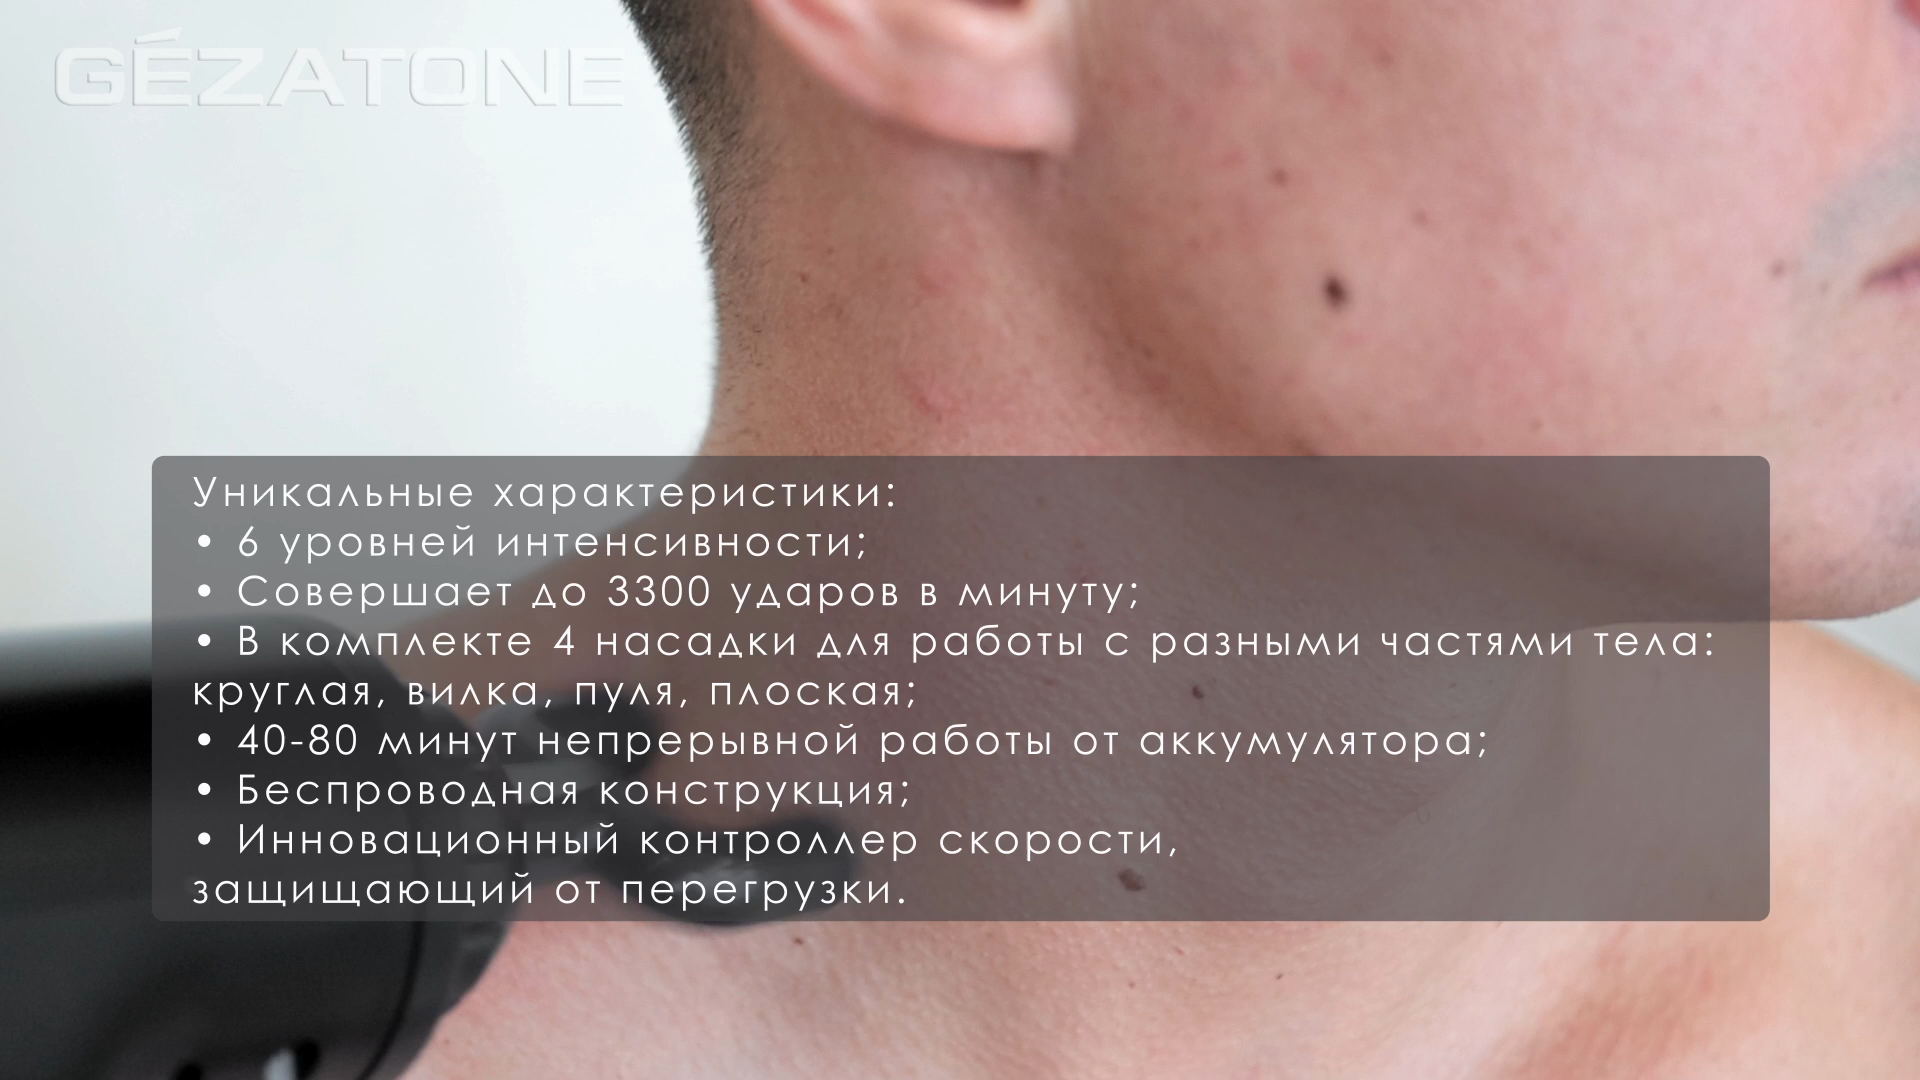 GÉZATONE
Уникальные характеристики:
• 6 уровней интенсивности;
• Совершает до 3300 ударов в минуту;
• В комплекте 4 насадки для работы с разными частями тела:
круглая, вилка, пуля, плоская;
• 40-80 минут непрерывной работы от аккумулятора;
• Беспроводная конструкция;
• Инновационный контроллер скорости,
защищающий от перегрузки.